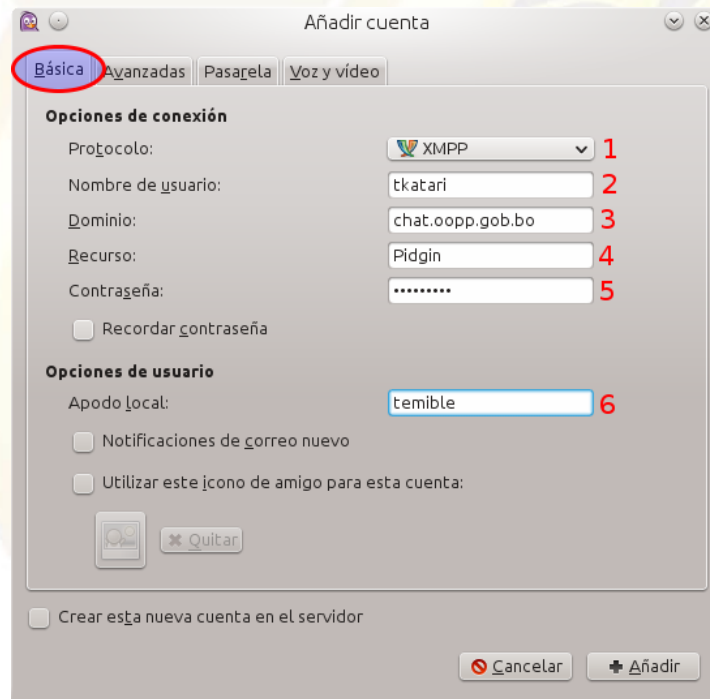 Añadir cuenta
Básica Avanzadas Pasarela Voz y vídeo
Opciones de conexión
Protocolo: XMPP 1
Nombre de usuario: tkatari 2
Dominio: chat.oopp.gob.bo 3
Recurso: Pidgin 4
Contraseña: ••••••••• 5
Recordar contraseña
Opciones de usuario
Apodo local: temible 6
Notificaciones de correo nuevo
Utilizar este icono de amigo para esta cuenta:
Quitar
Crear esta nueva cuenta en el servidor
Cancelar Añadir